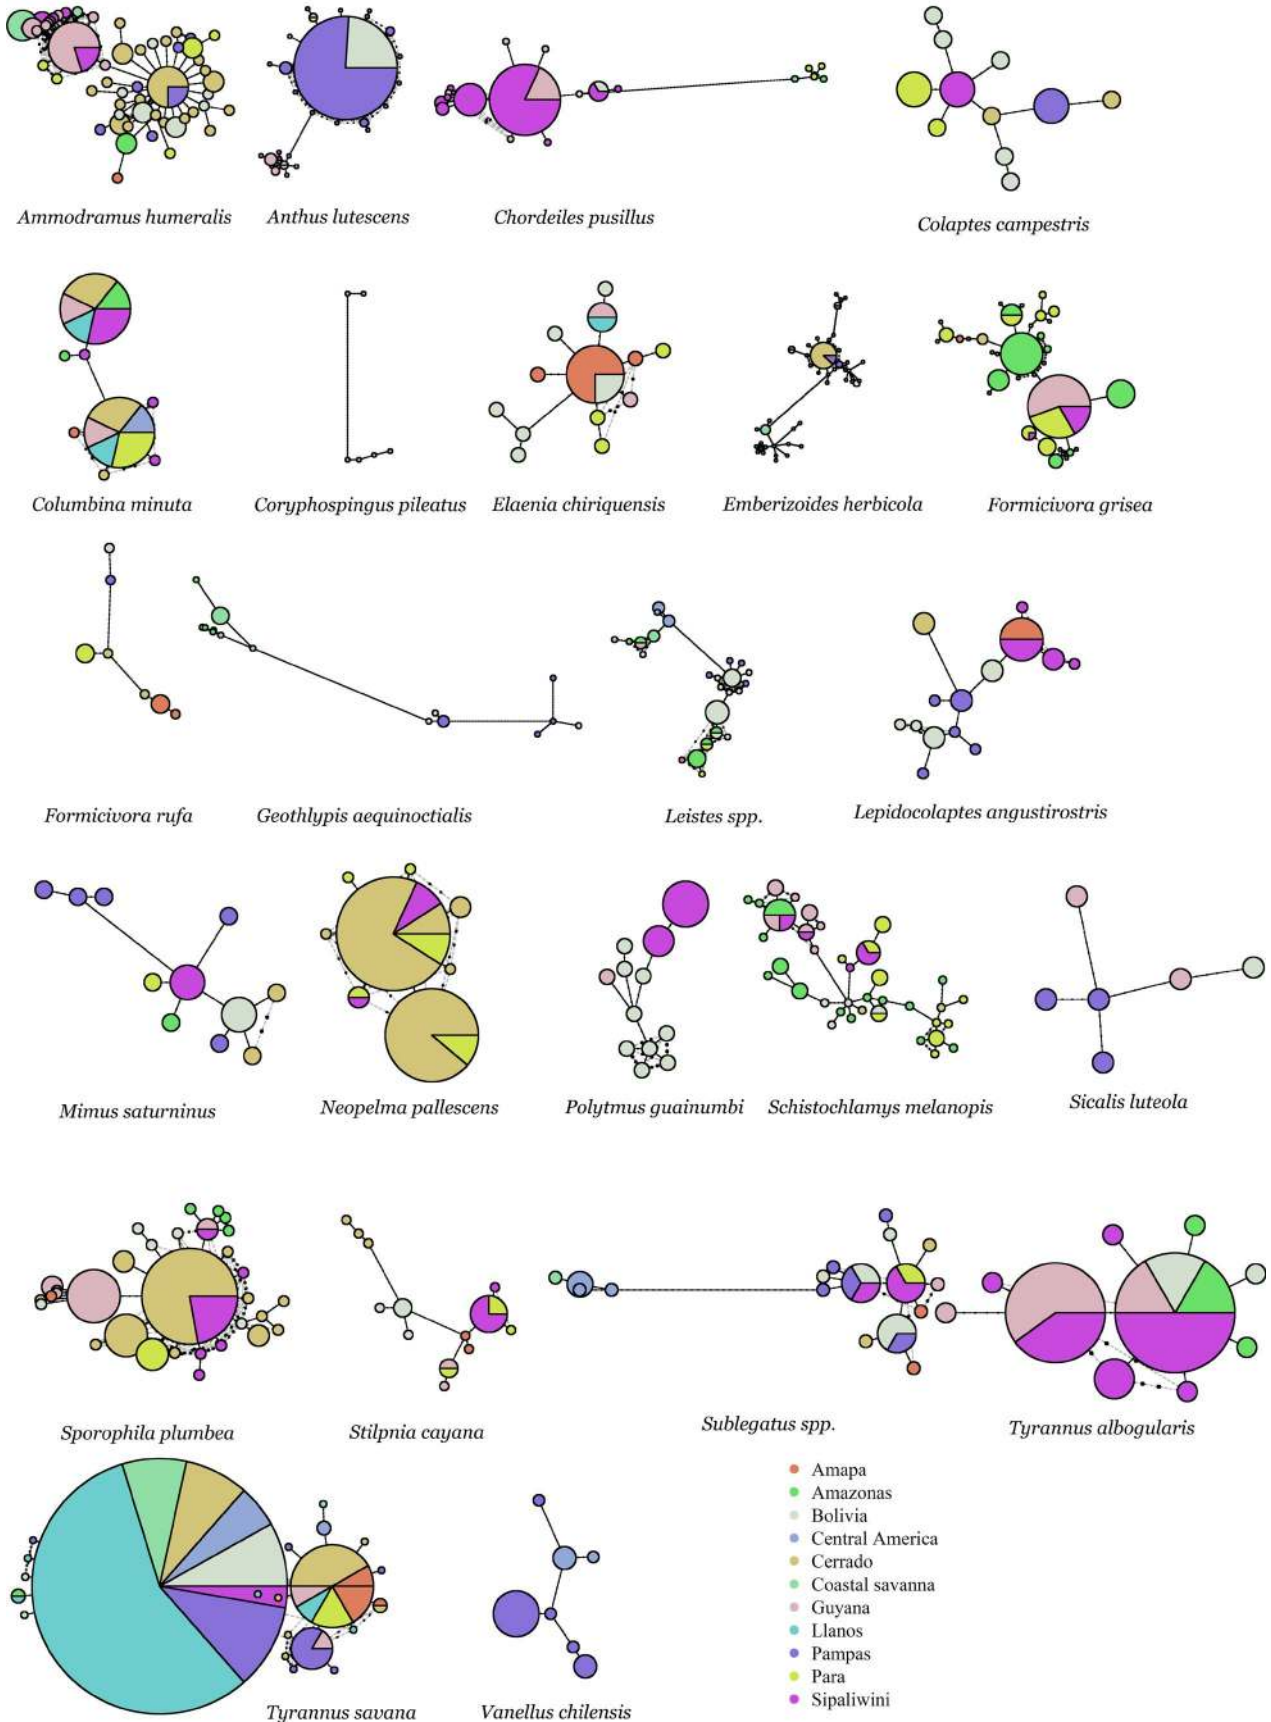 Ammodramus humeralis
Anthus lutescens
Chordeiles pusillus
Colaptes campestris
Columbina minuta
Coryphospingus pileatus
Elaenia chiriquensis
Emberizoides herbicola
Formicivora grisea
Formicivora rufa
Geothlypis aequinoctialis
Leistes spp.
Lepidocolaptes angustirostris
Mimus saturninus
Neopelma pallescens
Polytmus guainumbi
Schistochlamys melanopis
Sicalis luteola
Sporophila plumbea
Stilpnia cayana
Sublegatus spp.
Tyrannus albogularis
Amapa
Amazonas
Bolivia
Central America
Cerrado
Coastal savanna
Guyana
Llanos
Pampas
Para
Sipaliwini
Tyrannus savana
Vanellus chilensis